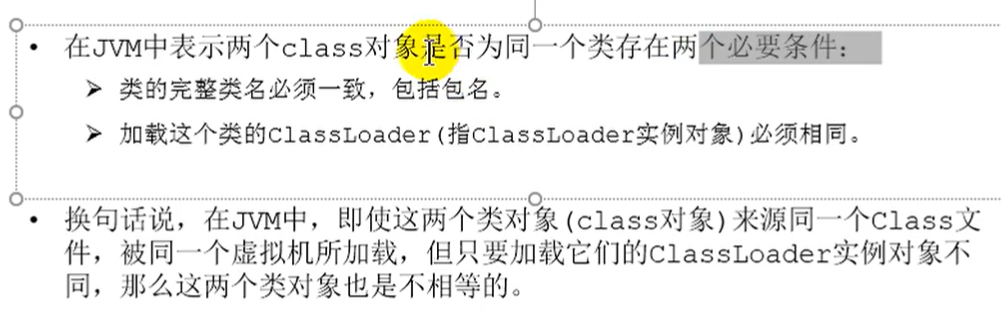 • 在JVM中表示两个class对象是否为同一个类存在两个必要条件：
➢ 类的完整类名必须一致，包括包名。
➢ 加载这个类的ClassLoader(指ClassLoader实例对象)必须相同。
• 换句话说，在JVM中，即使这两个类对象(class对象)来源同一个Class文
件，被同一个虚拟机所加载，但只要加载它们的ClassLoader实例对象不
同，那么这两个类对象也是不相等的。